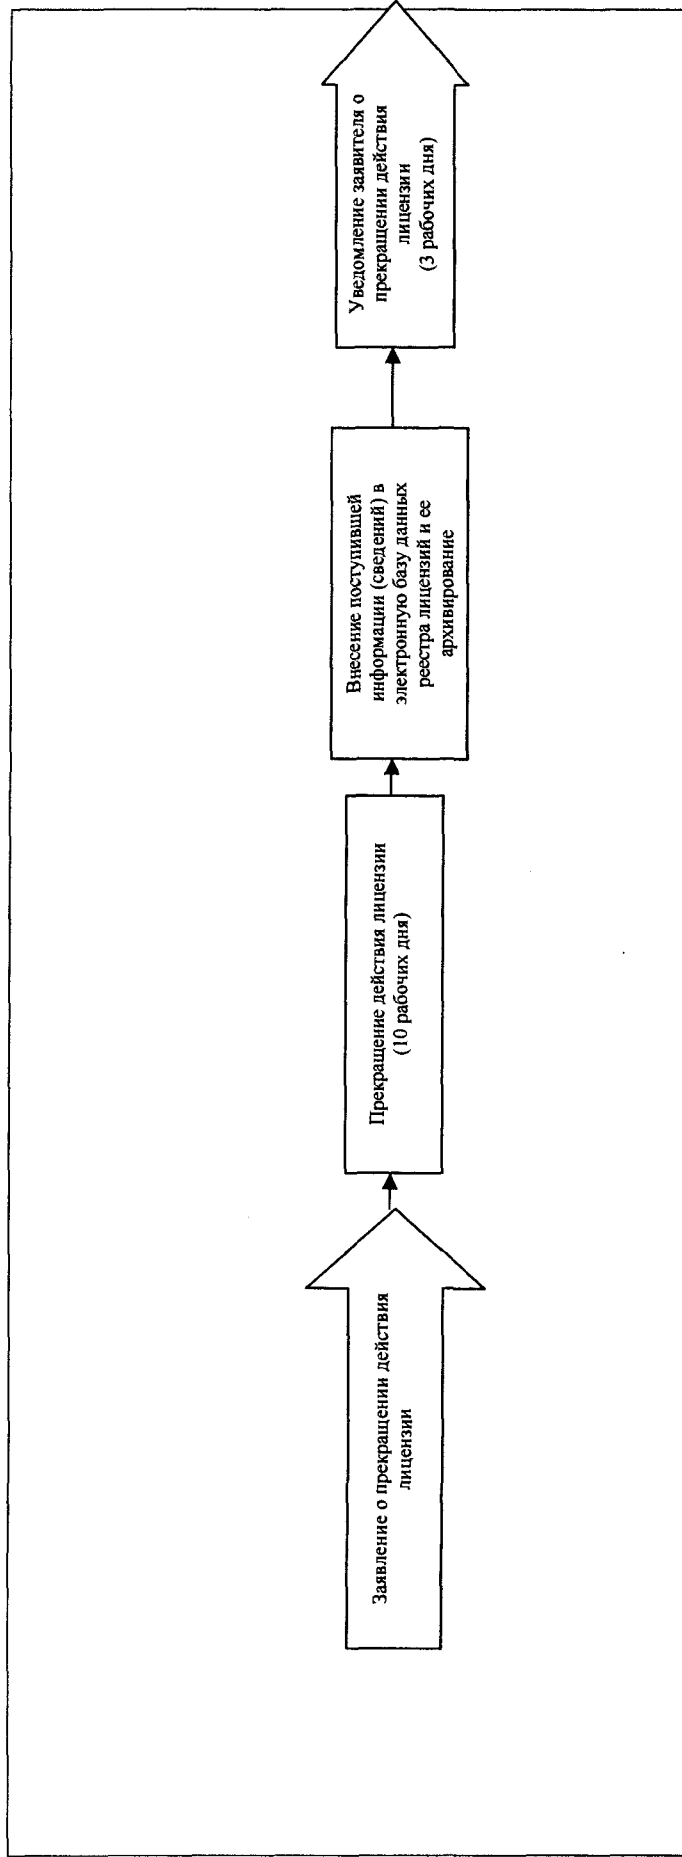 Заявление о прекращении действия
лицензии
Прекращение действия лицензии
(10 рабочих дня)
Внесение поступившей
информации (сведений) в
электронную базу данных
реестра лицензий и ее
архивирование
Уведомление заявителя о
прекращении действия
лицензии
(3 рабочих дня)